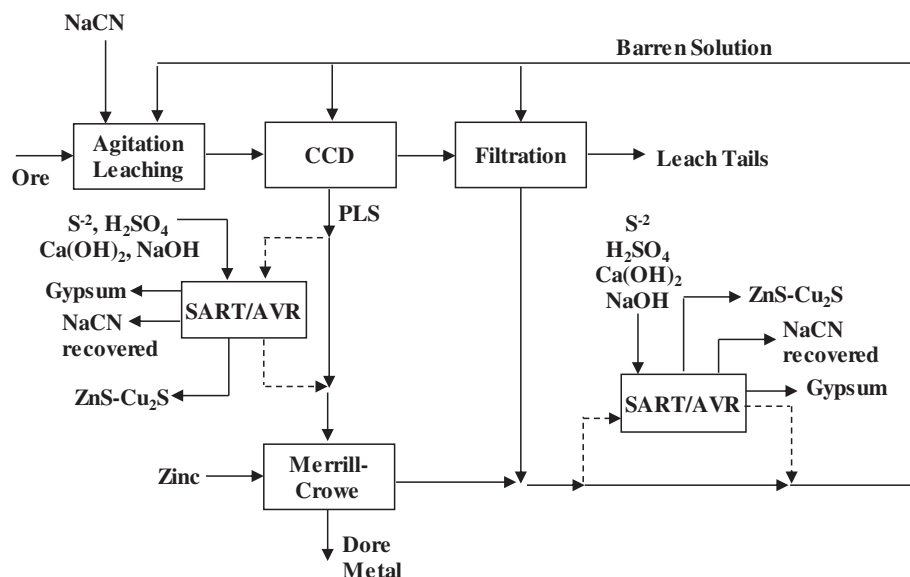 NaCN
Barren Solution
Agitation
Leaching
CCD
Filtration
Leach Tails
Ore
PLS
S-2, H2SO4
Ca(OH)2, NaOH
Gypsum
SART/AVR
NaCN
recovered
ZnS-Cu2S
S-2
H2SO4
Ca(OH)2
NaOH
ZnS-Cu2S
NaCN
recovered
Gypsum
SART/AVR
Zinc
Merrill-
Crowe
Dore
Metal